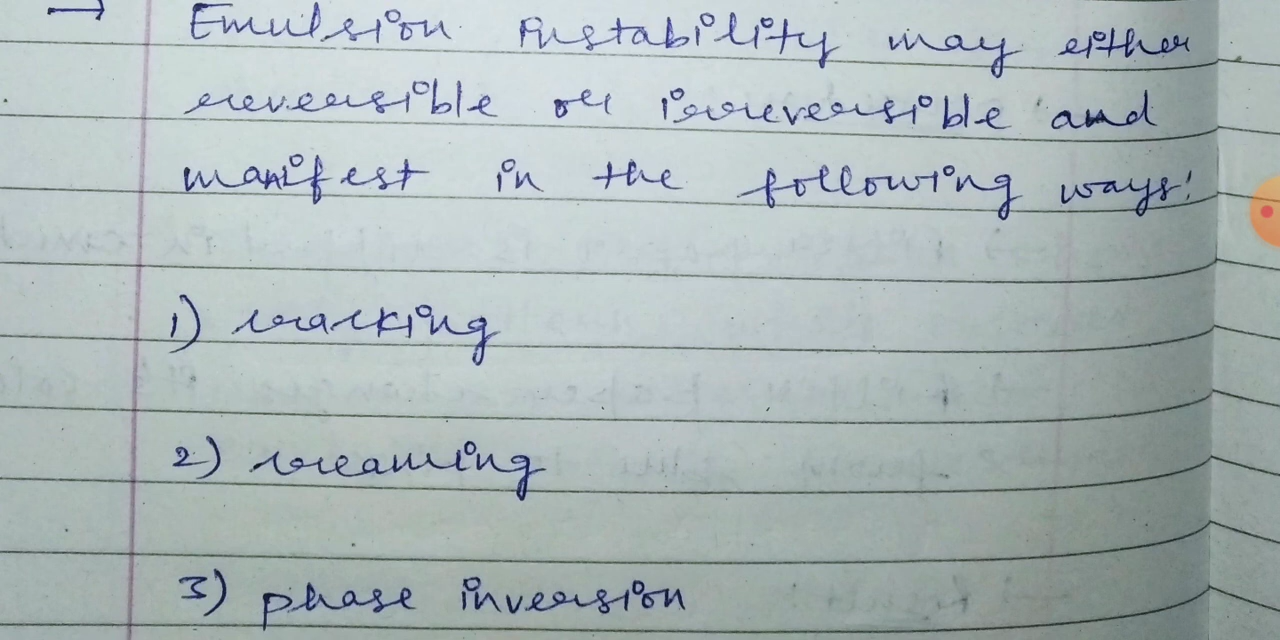 → Emulsion instability may either
reversible or irreversible and
manifest in the following ways:
1) cracking
2) creaming
3) phase inversion